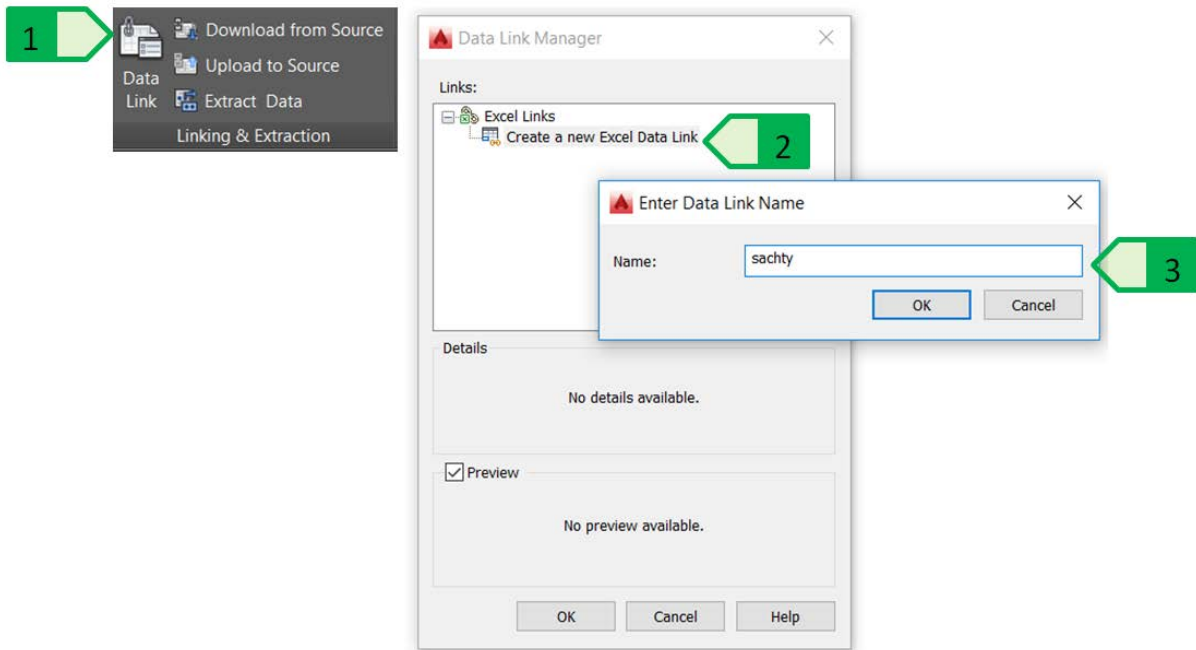 1
Data
Link
Download from Source
Upload to Source
Extract Data
Linking & Extraction
Data Link Manager
Links:
Excel Links
Create a new Excel Data Link
2
Enter Data Link Name
Name:
sachty
3
OK
Cancel
Details
No details available.
Preview
No preview available.
OK
Cancel
Help